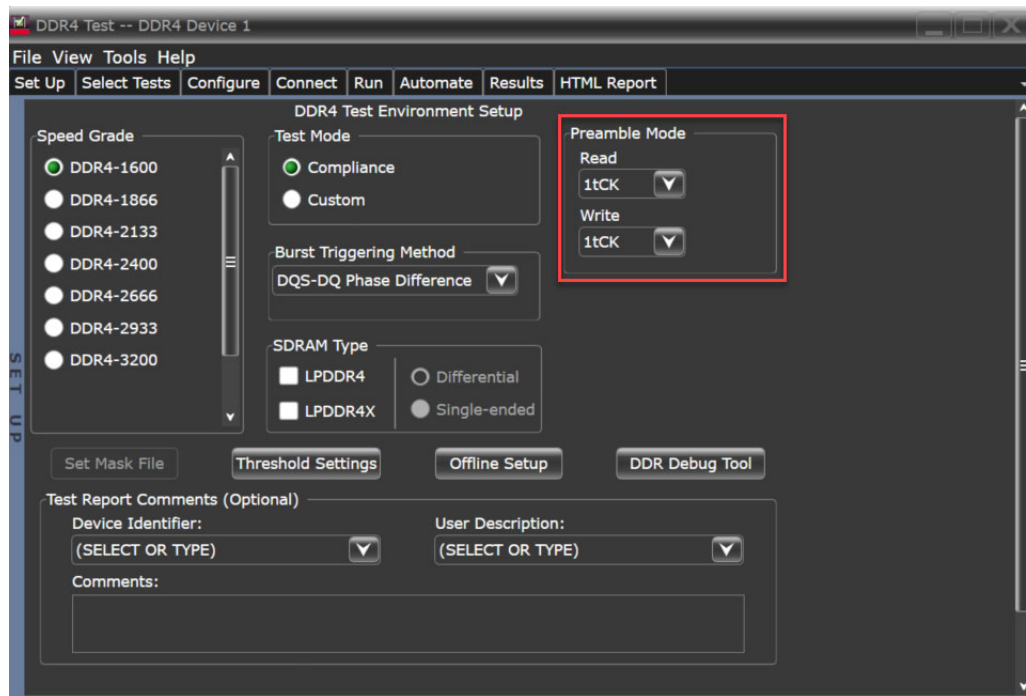 DDR4 Test -- DDR4 Device 1
File View Tools Help
Set Up Select Tests Configure Connect Run Automate Results HTML Report
DDR4 Test Environment Setup
Speed Grade
DDR4-1600
DDR4-1866
DDR4-2133
DDR4-2400
DDR4-2666
DDR4-2933
DDR4-3200
Test Mode
Compliance
Custom
Burst Triggering Method
DQS-DQ Phase Difference
SDRAM Type
LPDDR4
LPDDR4X
Differential
Single-ended
Preamble Mode
Read
1tCK
Write
1tCK
SET UP
Set Mask File Threshold Settings Offline Setup DDR Debug Tool
Test Report Comments (Optional)
Device Identifier:
(SELECT OR TYPE)
User Description:
(SELECT OR TYPE)
Comments: